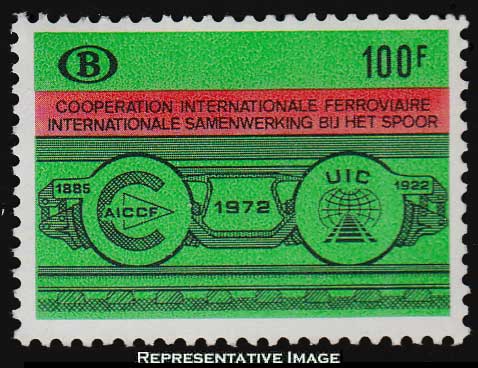 B
100F
COOPERATION INTERNATIONALE FERROVIAIRE
INTERNATIONALE SAMENWERKING BIJ HET SPOOR
1885
AICCF
1972
UIC
1922
REPRESENTATIVE IMAGE